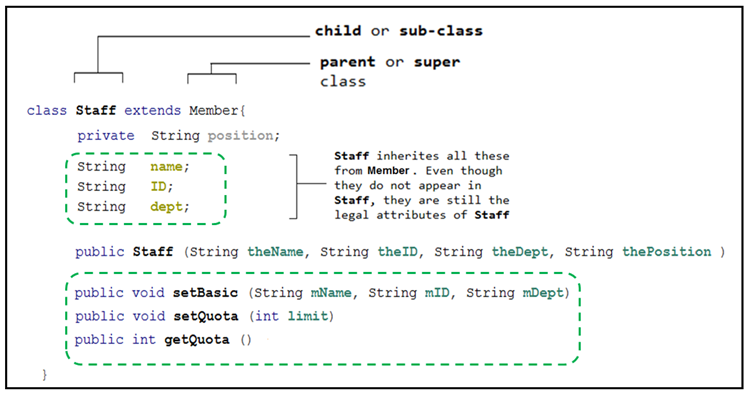 child or sub-class
parent or super
class
class Staff extends Member{
private String position;
String name;
String ID;
String dept;
Staff inherites all these
from Member. Even though
they do not appear in
Staff, they are still the
legal attributes of Staff
public Staff (String theName, String theID, String theDept, String thePosition )
public void setBasic (String mName, String mID, String mDept)
public void setQuota (int limit)
public int getQuota ()
}